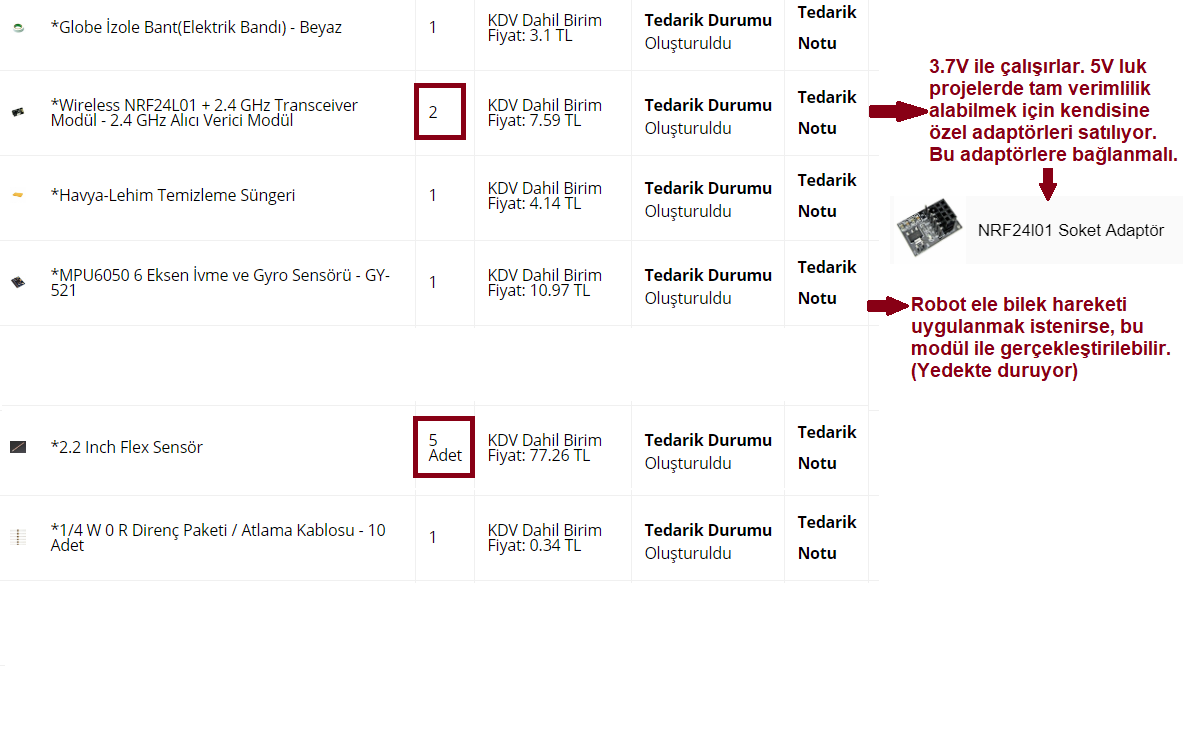 *Globe İzole Bant(Elektrik Bandı) - Beyaz
1
KDV Dahil Birim
Fiyat: 3.1 TL
Tedarik Durumu
Oluşturuldu
Tedarik
Notu
*Wireless NRF24L01 + 2.4 GHz Transceiver
Modül - 2.4 GHz Alıcı Verici Modül
2
KDV Dahil Birim
Fiyat: 7.59 TL
Tedarik Durumu
Oluşturuldu
Tedarik
Notu
3.7V ile çalışırlar. 5V luk
projelerde tam verimlilik
alabilmek için kendisine
özel adaptörleri satılıyor.
Bu adaptörlere bağlanmalı.
NRF24l01 Soket Adaptör
*Havya-Lehim Temizleme Süngeri
1
KDV Dahil Birim
Fiyat: 4.14 TL
Tedarik Durumu
Oluşturuldu
Tedarik
Notu
*MPU6050 6 Eksen İvme ve Gyro Sensörü - GY-
521
1
KDV Dahil Birim
Fiyat: 10.97 TL
Tedarik Durumu
Oluşturuldu
Tedarik
Notu
Robot ele bilek hareketi
uygulanmak istenirse, bu
modül ile gerçekleştirilebilir.
(Yedekte duruyor)
*2.2 Inch Flex Sensör
5
Adet
KDV Dahil Birim
Fiyat: 77.26 TL
Tedarik Durumu
Oluşturuldu
Tedarik
Notu
*1/4 W 0 R Direnç Paketi / Atlama Kablosu - 10
Adet
1
KDV Dahil Birim
Fiyat: 0.34 TL
Tedarik Durumu
Oluşturuldu
Tedarik
Notu